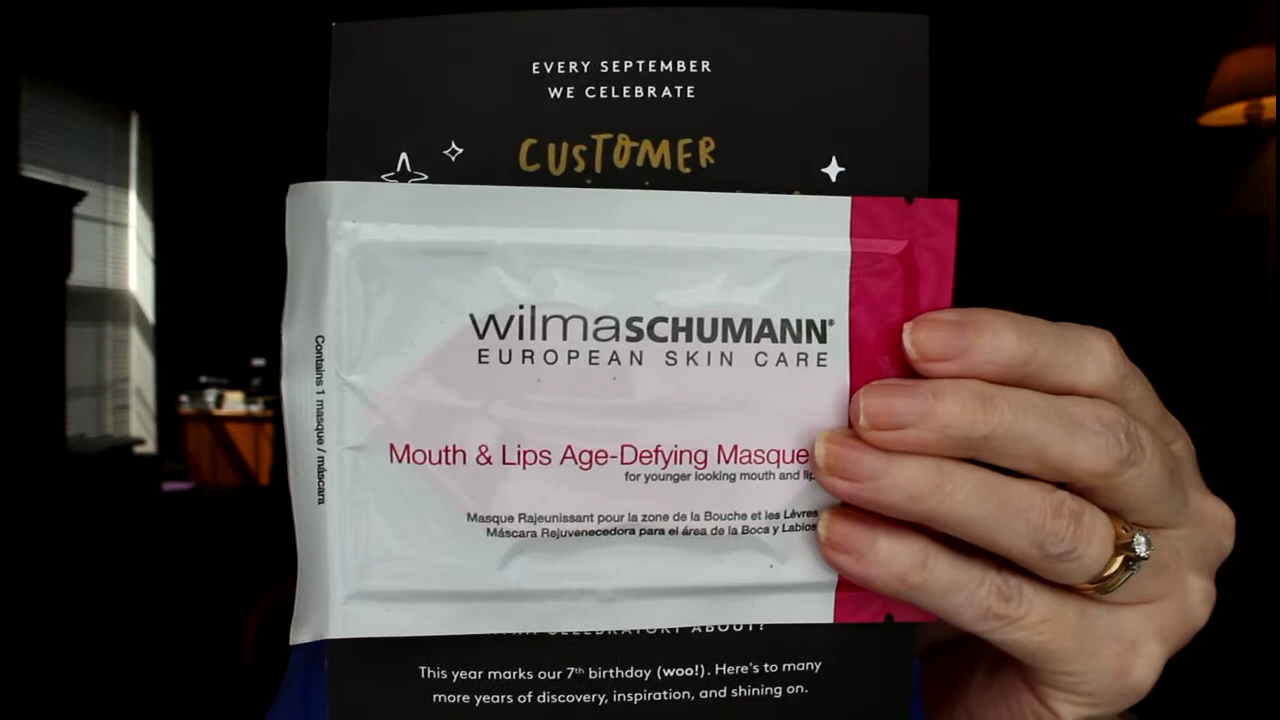 EVERY SEPTEMBER
WE CELEBRATE
CUSTOMER
wilmaSCHUMANN®
EUROPEAN SKIN CARE
Mouth & Lips Age-Defying Masque
for younger looking mouth and lip
Masque Rajeunissant pour la zone de la Bouche et les Lèvres
Máscara Rejuvenecedora para el área de la Boca y Labios
Contains 1 masque / máscara
ABOUT?
This year marks our 7th birthday (woo!). Here's to many
more years of discovery, inspiration, and shining on.